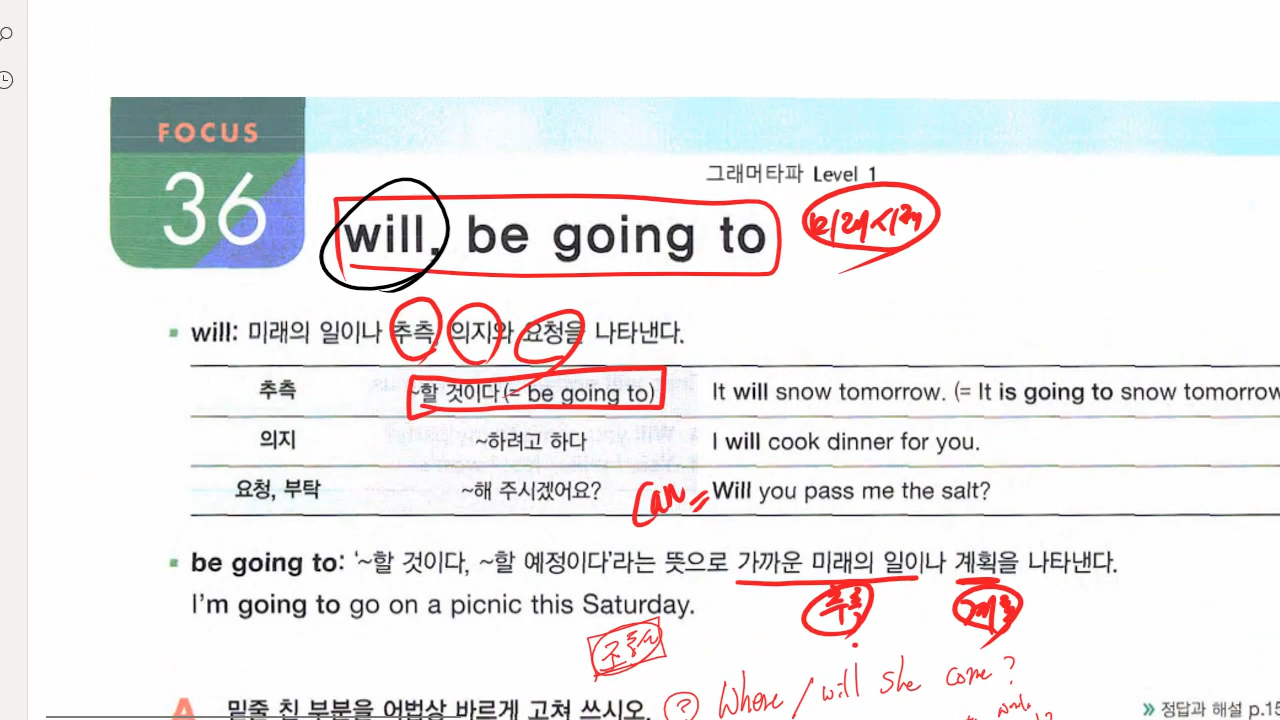 FOCUS
36
그래머타파 Level 1
will, be going to
미래시제
will: 미래의 일이나 추측, 의지와 요청을 나타낸다.
추측 ~할 것이다(= be going to) It will snow tomorrow. (= It is going to snow tomorrow
의지 ~하려고 하다 I will cook dinner for you.
요청, 부탁 ~해 주시겠어요? Can = Will you pass me the salt?
be going to: '~할 것이다, ~할 예정이다'라는 뜻으로 가까운 미래의 일이나 계획을 나타낸다.
추측 계획
I'm going to go on a picnic this Saturday.
조동사
? Where / will she come?
A 밑줄 친 부분을 어법상 바르게 고쳐 쓰시오.
» 정답과 해설 p.15